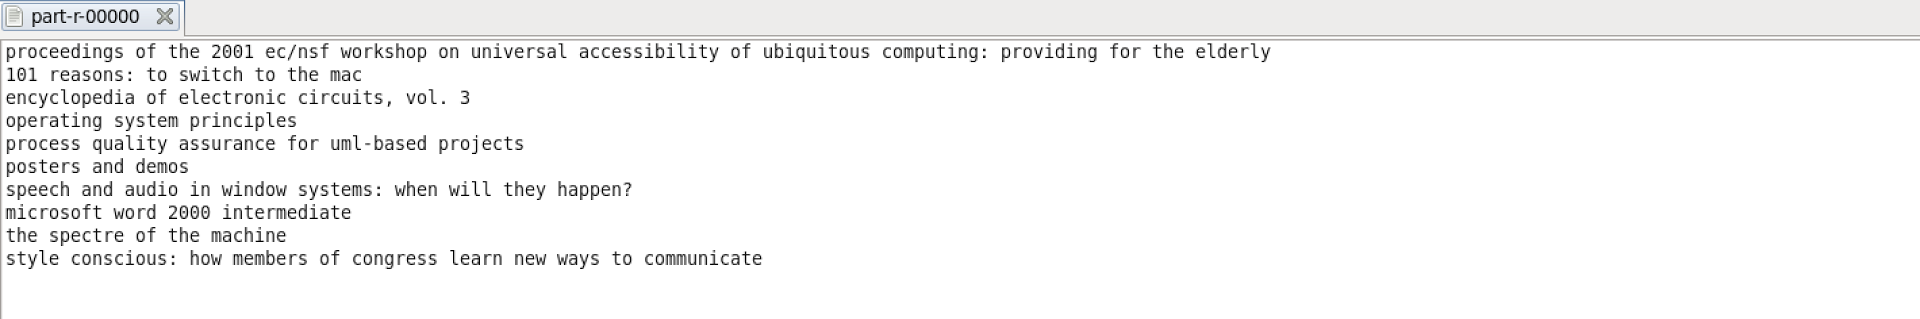 part-r-00000
proceedings of the 2001 ec/nsf workshop on universal accessibility of ubiquitous computing: providing for the elderly
101 reasons: to switch to the mac
encyclopedia of electronic circuits, vol. 3
operating system principles
process quality assurance for uml-based projects
posters and demos
speech and audio in window systems: when will they happen?
microsoft word 2000 intermediate
the spectre of the machine
style conscious: how members of congress learn new ways to communicate